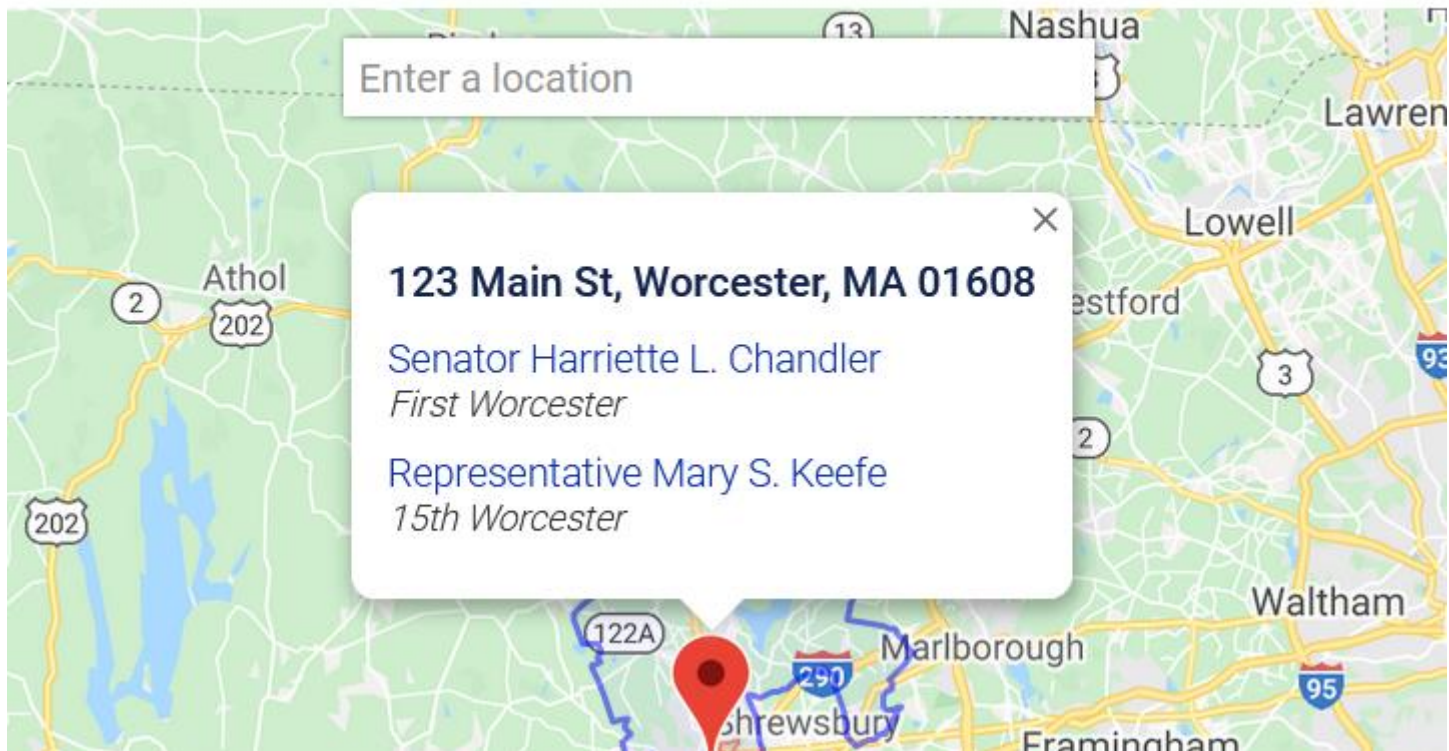 13
Nashua
Enter a location
Lawren
Lowell
Athol
2
202
123 Main St, Worcester, MA 01608
estford
Senator Harriette L. Chandler
First Worcester
93
3
2
Representative Mary S. Keefe
15th Worcester
202
Waltham
122A
Marlborough
290
95
Shrewsbury
Framingham